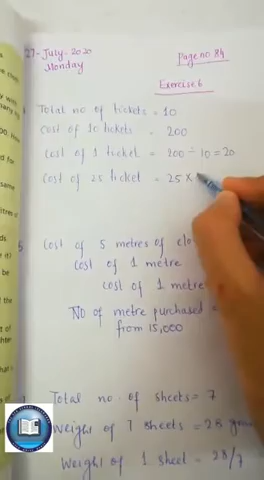 27-July-2020
Monday
Page no 84
Exercise 6
Total no of tickets = 10
Cost of 10 tickets = 200
Cost of 1 ticket = 200 ÷ 10 = 20
Cost of 25 ticket = 25 ×
Cost of 5 metres of clo
Cost of 1 metre
Cost of 1 metre
No of metre purchased
from 15,000
Total no. of sheets = 7
Weight of 7 sheets = 28 gram
Weight of 1 sheet = 28/7